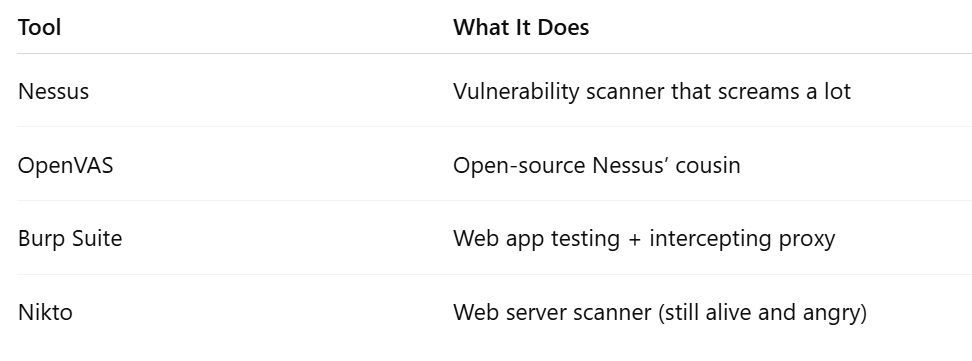 Tool What It Does
Nessus Vulnerability scanner that screams a lot
OpenVAS Open-source Nessus’ cousin
Burp Suite Web app testing + intercepting proxy
Nikto Web server scanner (still alive and angry)